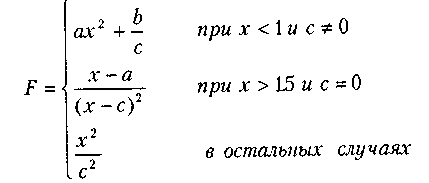 F = { ax² + b/c при x < 1 и c ≠ 0
(x − a)/(x − c)² при x > 1.5 и c = 0
x²/c² в остальных случаях